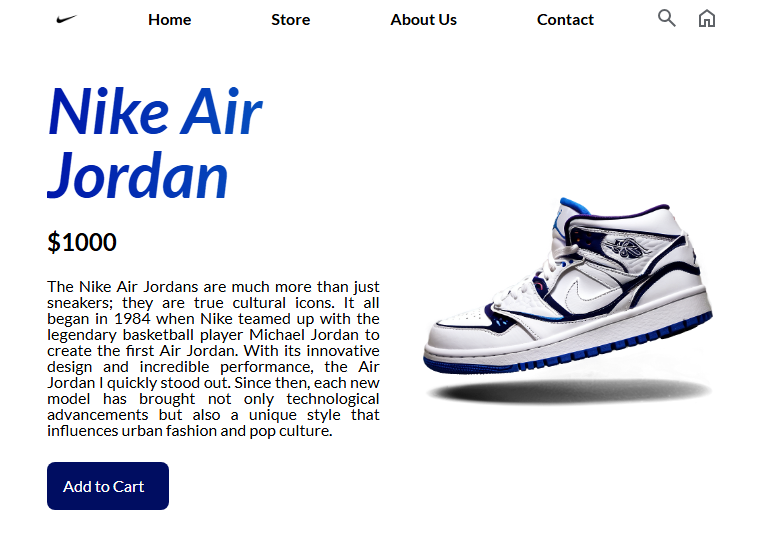 Home Store About Us Contact
Nike Air
Jordan
$1000
The Nike Air Jordans are much more than just
sneakers; they are true cultural icons. It all
began in 1984 when Nike teamed up with the
legendary basketball player Michael Jordan to
create the first Air Jordan. With its innovative
design and incredible performance, the Air
Jordan I quickly stood out. Since then, each new
model has brought not only technological
advancements but also a unique style that
influences urban fashion and pop culture.
Add to Cart